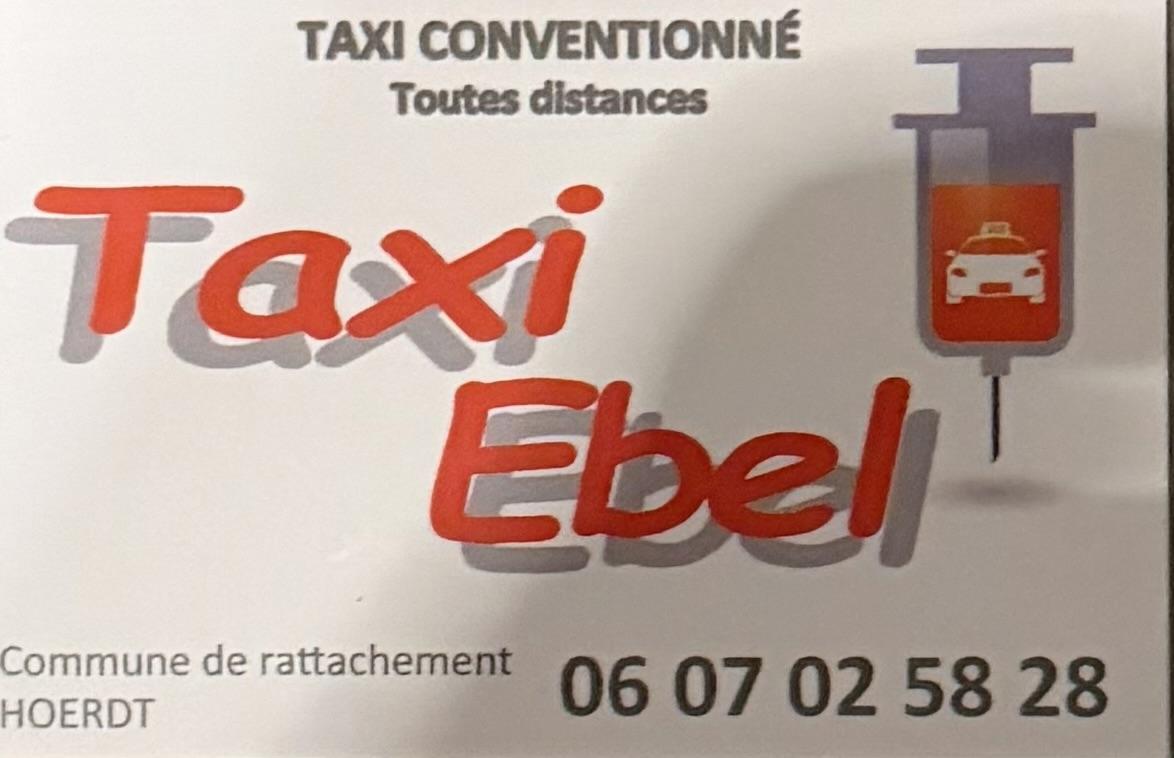 TAXI CONVENTIONNÉ
Toutes distances
Taxi
Ebel
Commune de rattachement
HOERDT
06 07 02 58 28